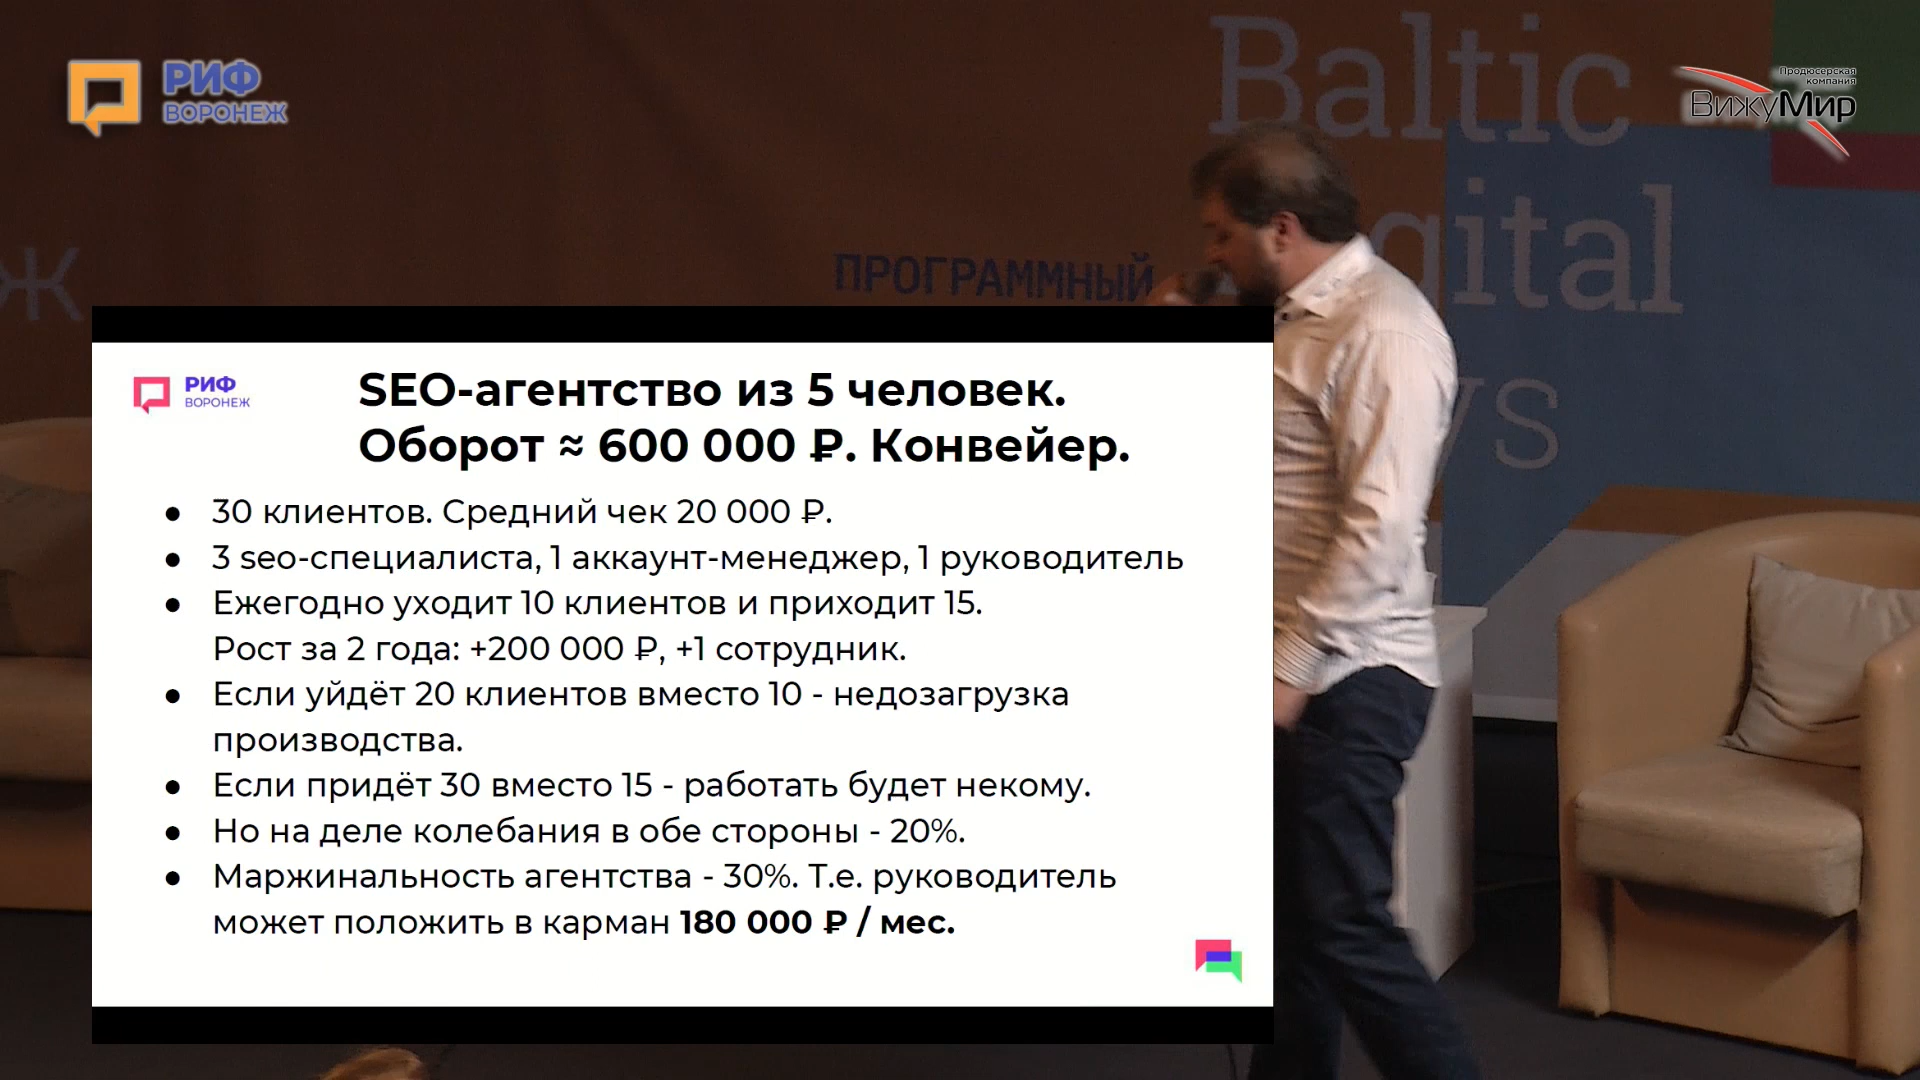 РИФ
ВОРОНЕЖ
Baltic
Продюсерская
компания
ВижуМир
gital
ПРОГРАММНЫЙ
Ж
ys
РИФ
ВОРОНЕЖ
SEO-агентство из 5 человек.
Оборот ≈ 600 000 ₽. Конвейер.
● 30 клиентов. Средний чек 20 000 ₽.
● 3 seo-специалиста, 1 аккаунт-менеджер, 1 руководитель
● Ежегодно уходит 10 клиентов и приходит 15.
Рост за 2 года: +200 000 ₽, +1 сотрудник.
● Если уйдёт 20 клиентов вместо 10 - недозагрузка
производства.
● Если придёт 30 вместо 15 - работать будет некому.
● Но на деле колебания в обе стороны - 20%.
● Маржинальность агентства - 30%. Т.е. руководитель
может положить в карман 180 000 ₽ / мес.